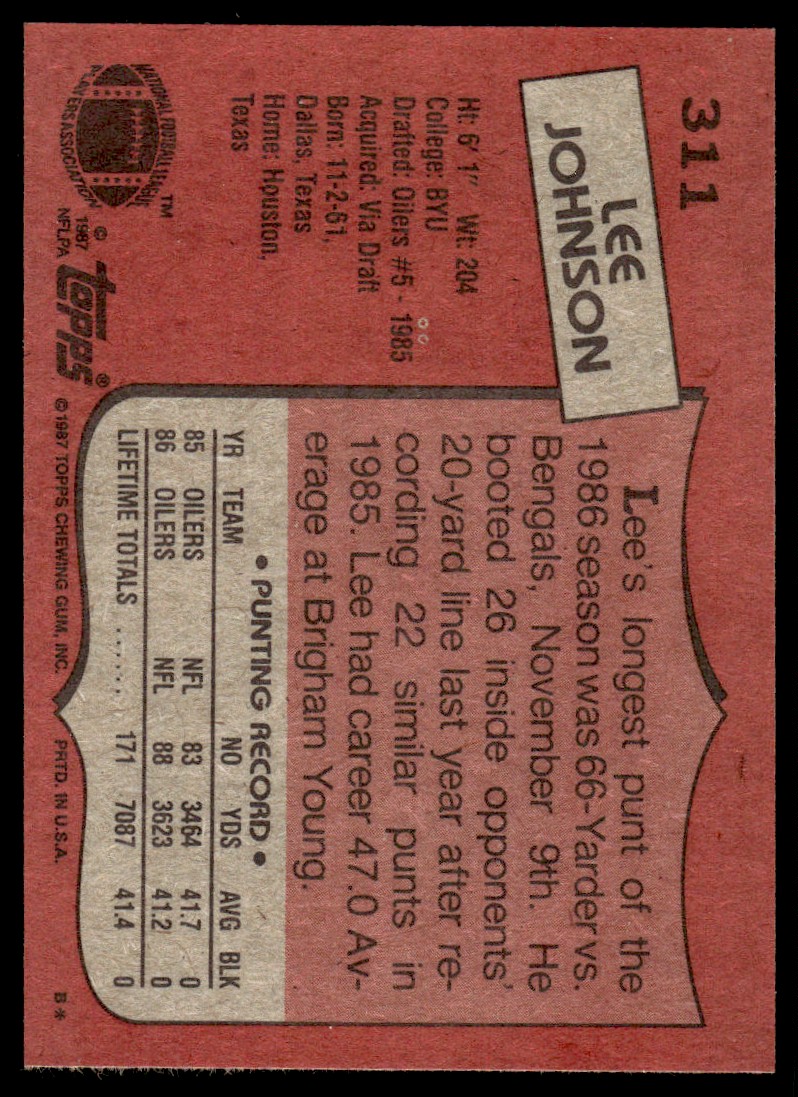 311
LEE
JOHNSON
Ht: 6' 1" Wt: 204
College: BYU
Drafted: Oilers #5 - 1985
Acquired: Via Draft
Born: 11-2-61,
Dallas, Texas
Home: Houston,
Texas
NATIONAL FOOTBALL LEAGUE
PLAYERS ASSOCIATION
™
© 1987
NFLPA
topps®
Lee's longest punt of the
1986 season was 66-Yarder vs.
Bengals, November 9th. He
booted 26 inside opponents'
20-yard line last year after re-
cording 22 similar punts in
1985. Lee had career 47.0 Av-
erage at Brigham Young.
• PUNTING RECORD •
YR TEAM NO YDS AVG BLK
85 OILERS NFL 83 3464 41.7 0
86 OILERS NFL 88 3623 41.2 0
LIFETIME TOTALS ...... 171 7087 41.4 0
© 1987 TOPPS CHEWING GUM, INC. PRTD. IN U.S.A. B*